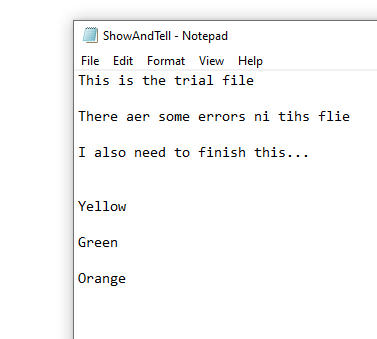 ShowAndTell - Notepad
File Edit Format View Help
This is the trial file
There aer some errors ni tihs flie
I also need to finish this...
Yellow
Green
Orange